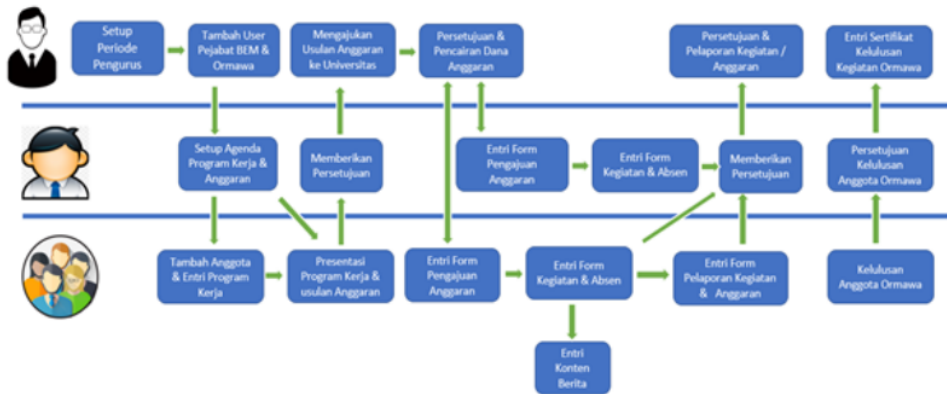 Setup
Periode
Pengurus
Tambah User
Pejabat BEM &
Ormawa
Mengajukan
Usulan Anggaran
ke Universitas
Persetujuan &
Pencairan Dana
Anggaran
Persetujuan &
Pelaporan Kegiatan /
Anggaran
Entri Sertifikat
Kelulusan
Kegiatan Ormawa
Setup Agenda
Program Kerja &
Anggaran
Memberikan
Persetujuan
Entri Form
Pengajuan
Anggaran
Entri Form
Kegiatan & Absen
Memberikan
Persetujuan
Persetujuan
Kelulusan
Anggota Ormawa
Tambah Anggota
& Entri Program
Kerja
Presentasi
Program Kerja &
usulan Anggaran
Entri Form
Pengajuan
Anggaran
Entri Form
Kegiatan & Absen
Entri Form
Pelaporan Kegiatan
& Anggaran
Kelulusan
Anggota Ormawa
Entri
Konten
Berita